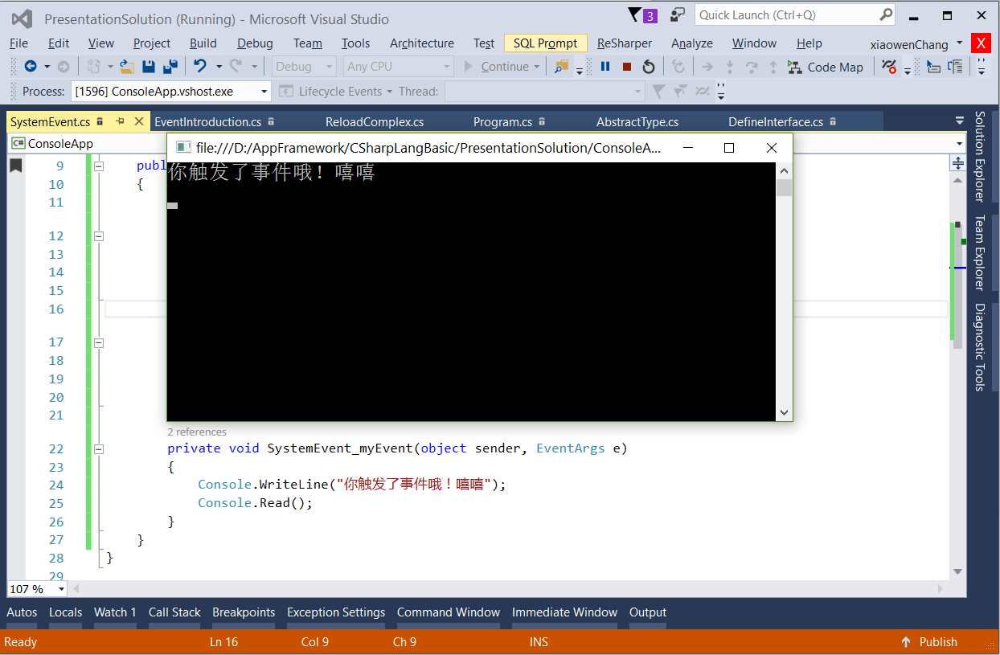 PresentationSolution (Running) - Microsoft Visual Studio
3
Quick Launch (Ctrl+Q)
File Edit View Project Build Debug Team Tools Architecture Test SQL Prompt ReSharper Analyze Window Help xiaowenChang X
Debug Any CPU Continue Code Map
Process: [1596] ConsoleApp.vshost.exe Lifecycle Events Thread:
SystemEvent.cs EventIntroduction.cs ReloadComplex.cs Program.cs AbstractType.cs DefineInterface.cs
C# ConsoleApp
file:///D:/AppFramework/CSharpLangBasic/PresentationSolution/ConsoleA...
你触发了事件哦！嘻嘻
9 publ
10 {
11
12
13
14
15
16
17
18
19
20
21
2 references
22 private void SystemEvent_myEvent(object sender, EventArgs e)
23 {
24 Console.WriteLine("你触发了事件哦！嘻嘻");
25 Console.Read();
26 }
27 }
28 }
29
107 %
Solution Explorer
Team Explorer
Diagnostic Tools
Autos Locals Watch 1 Call Stack Breakpoints Exception Settings Command Window Immediate Window Output
Ready Ln 16 Col 9 Ch 9 INS Publish